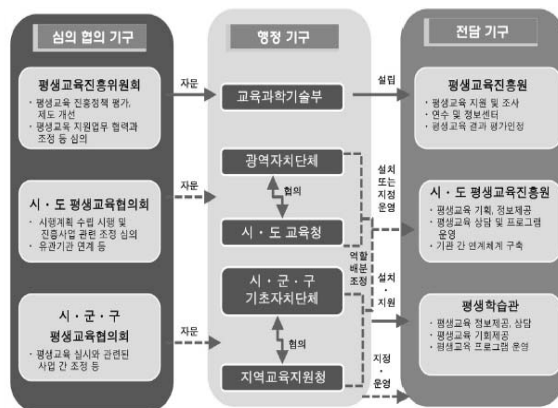 심의 협의 기구
평생교육진흥위원회
· 평생교육 진흥정책 평가,
제도 개선
· 평생교육 지원업무 협력과
조정 등 심의
시・도 평생교육협의회
· 시행계획 수립 시행 및
진흥사업 관련 조정 심의
· 유관기관 연계 등
시・군・구
평생교육협의회
· 평생교육 실시와 관련된
사업 간 조정 등
자문
자문
자문
행정 기구
교육과학기술부
광역자치단체
협의
시・도 교육청
시・군・구
기초자치단체
협의
지역교육지원청
설립
설치
또는
지정
운영
역할
배분
조정
설치
·
지원
지정
·
운영
전담 기구
평생교육진흥원
· 평생교육 지원 및 조사
· 연수 및 정보센터
· 평생교육 결과 평가인정
시・도 평생교육진흥원
· 평생교육 기획, 정보제공
· 평생교육 상담 및 프로그램
운영
· 기관 간 연계체계 구축
평생학습관
· 평생교육 정보제공, 상담
· 평생교육 기회제공
· 평생교육 프로그램 운영